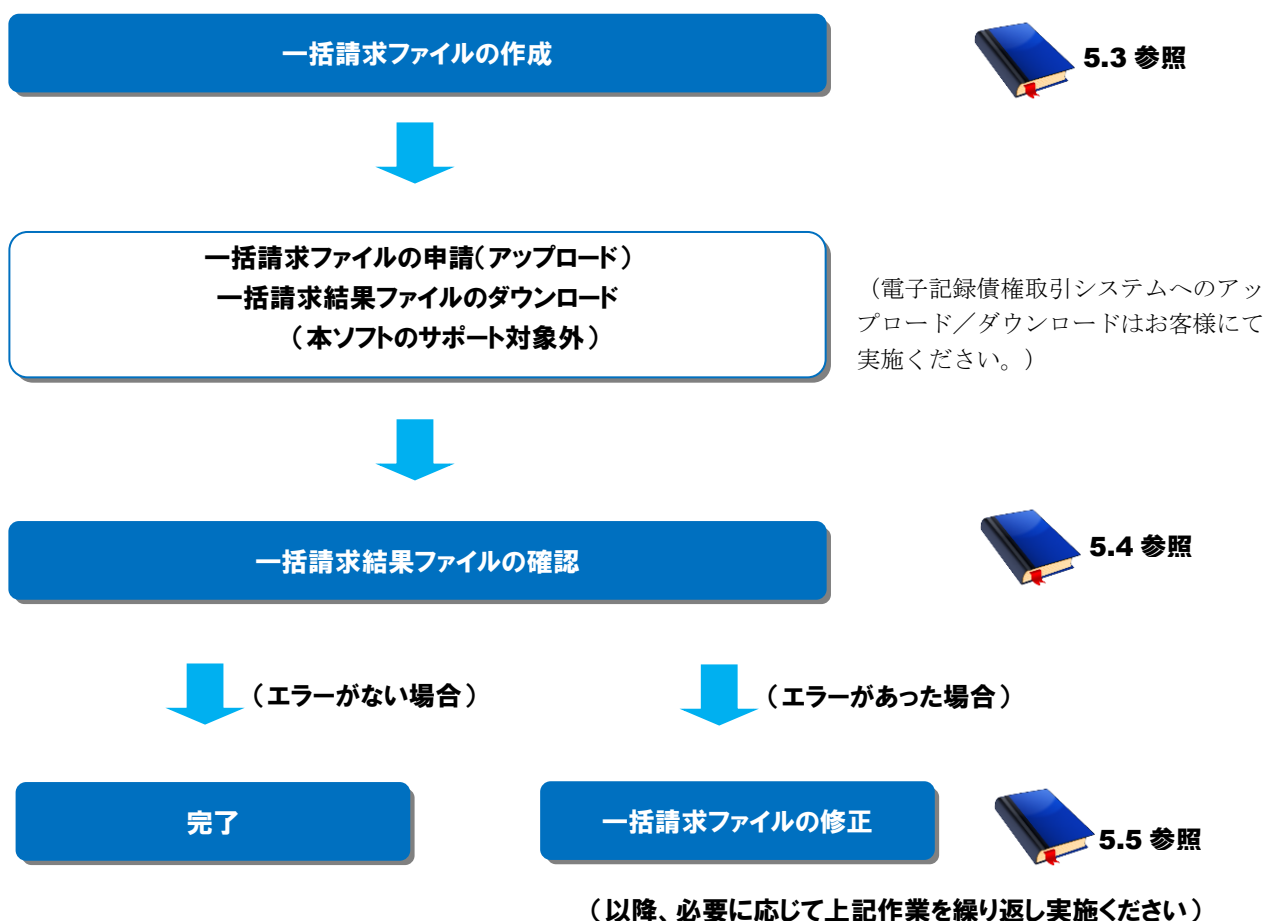 一括請求ファイルの作成
5.3 参照
一括請求ファイルの申請（アップロード）
一括請求結果ファイルのダウンロード
（本ソフトのサポート対象外）
（電子記録債権取引システムへのアッ
プロード／ダウンロードはお客様にて
実施ください。）
一括請求結果ファイルの確認
5.4 参照
（エラーがない場合）
（エラーがあった場合）
完了
一括請求ファイルの修正
5.5 参照
（以降、必要に応じて上記作業を繰り返し実施ください）